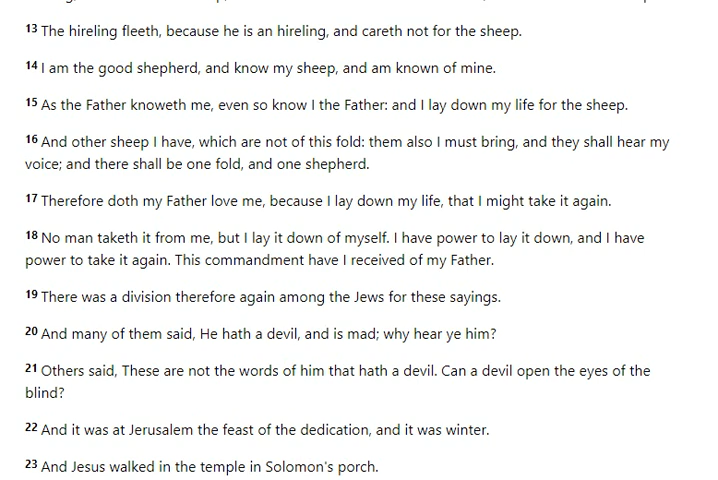 13 The hireling fleeth, because he is an hireling, and careth not for the sheep.
14 I am the good shepherd, and know my sheep, and am known of mine.
15 As the Father knoweth me, even so know I the Father: and I lay down my life for the sheep.
16 And other sheep I have, which are not of this fold: them also I must bring, and they shall hear my
voice; and there shall be one fold, and one shepherd.
17 Therefore doth my Father love me, because I lay down my life, that I might take it again.
18 No man taketh it from me, but I lay it down of myself. I have power to lay it down, and I have
power to take it again. This commandment have I received of my Father.
19 There was a division therefore again among the Jews for these sayings.
20 And many of them said, He hath a devil, and is mad; why hear ye him?
21 Others said, These are not the words of him that hath a devil. Can a devil open the eyes of the
blind?
22 And it was at Jerusalem the feast of the dedication, and it was winter.
23 And Jesus walked in the temple in Solomon's porch.